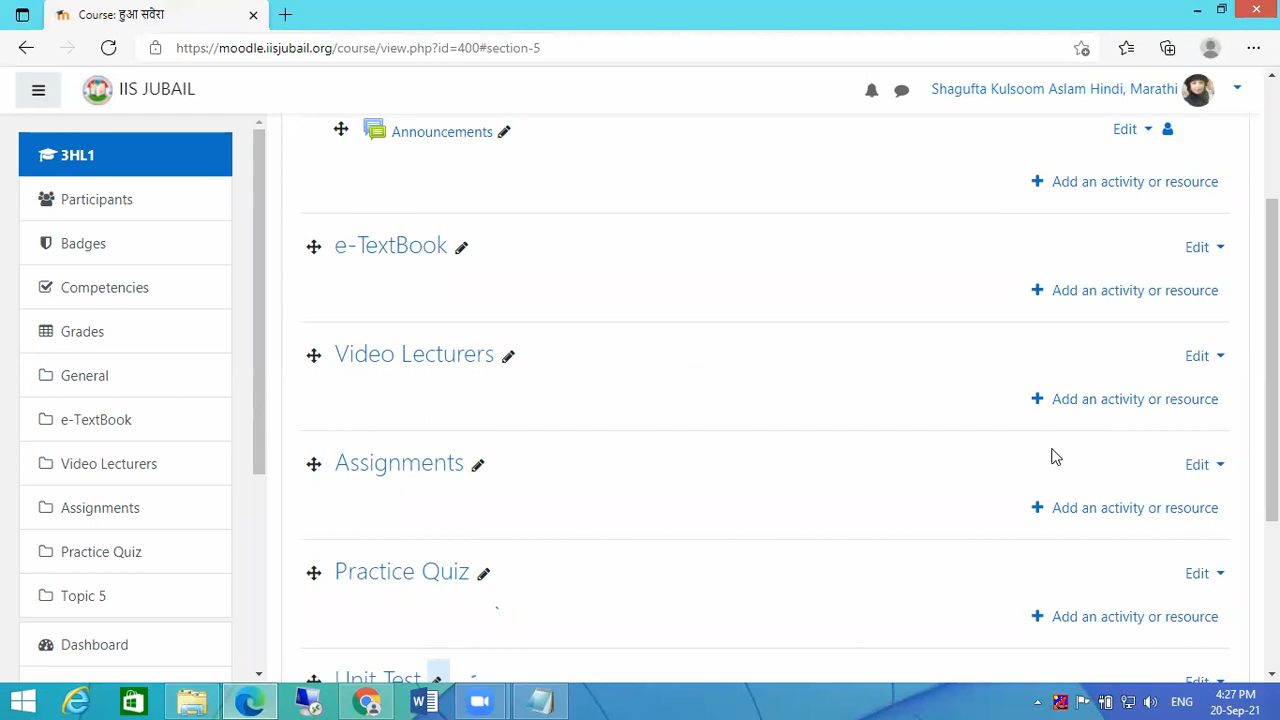 Course: हुआ सवेरा
https://moodle.iisjubail.org/course/view.php?id=400#section-5
IIS JUBAIL
Shagufta Kulsoom Aslam Hindi, Marathi
3HL1
Participants
Badges
Competencies
Grades
General
e-TextBook
Video Lecturers
Assignments
Practice Quiz
Topic 5
Dashboard
Announcements
Edit
Add an activity or resource
e-TextBook
Edit
Add an activity or resource
Video Lecturers
Edit
Add an activity or resource
Assignments
Edit
Add an activity or resource
Practice Quiz
Edit
Add an activity or resource
Unit Test
Edit
ENG
4:27 PM
20-Sep-21